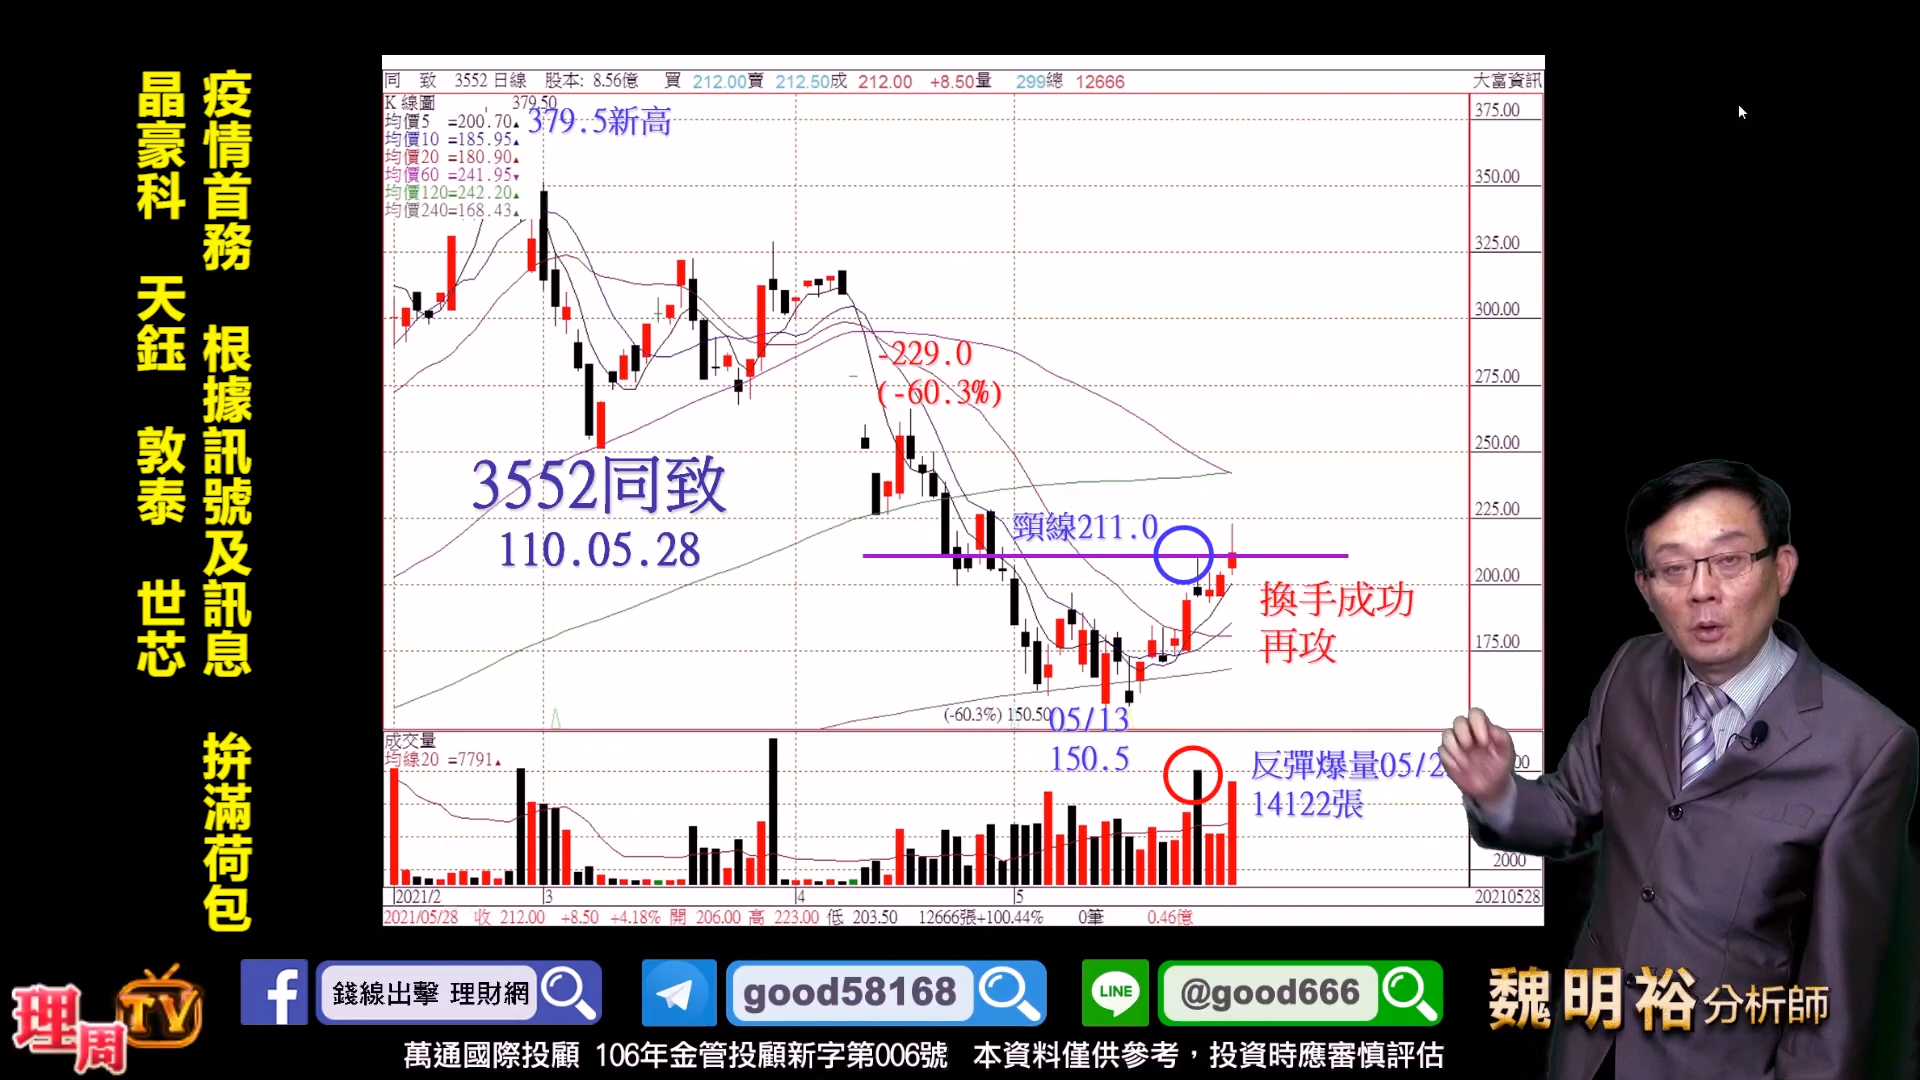 疫情首務 根據訊號及訊息 拚滿荷包
晶豪科 天鈺 敦泰 世芯
同 致 3552 日線 股本: 8.56億 買 212.00賣 212.50成 212.00 +8.50量 299總 12666 大富資訊
K 線圖 379.50
均價5 =200.70▲
均價10 =185.95▲
均價20 =180.90▲
均價60 =241.95▼
均價120=242.20▲
均價240=168.43▲
379.5新高
375.00
350.00
325.00
300.00
275.00
250.00
225.00
200.00
175.00
-229.0
(-60.3%)
3552同致
110.05.28
頸線211.0
換手成功
再攻
(-60.3%) 150.50
05/13
150.5
成交量
均線20 =7791▲
反彈爆量05/2
14122張
2000
2021/2 3 4 5 20210528
2021/05/28 收 212.00 +8.50 +4.18% 開 206.00 高 223.00 低 203.50 12666張+100.44% 0筆 0.46億
理周TV
f 錢線出擊 理財網
good58168
LINE @good666
魏明裕分析師
萬通國際投顧 106年金管投顧新字第006號 本資料僅供參考，投資時應審慎評估